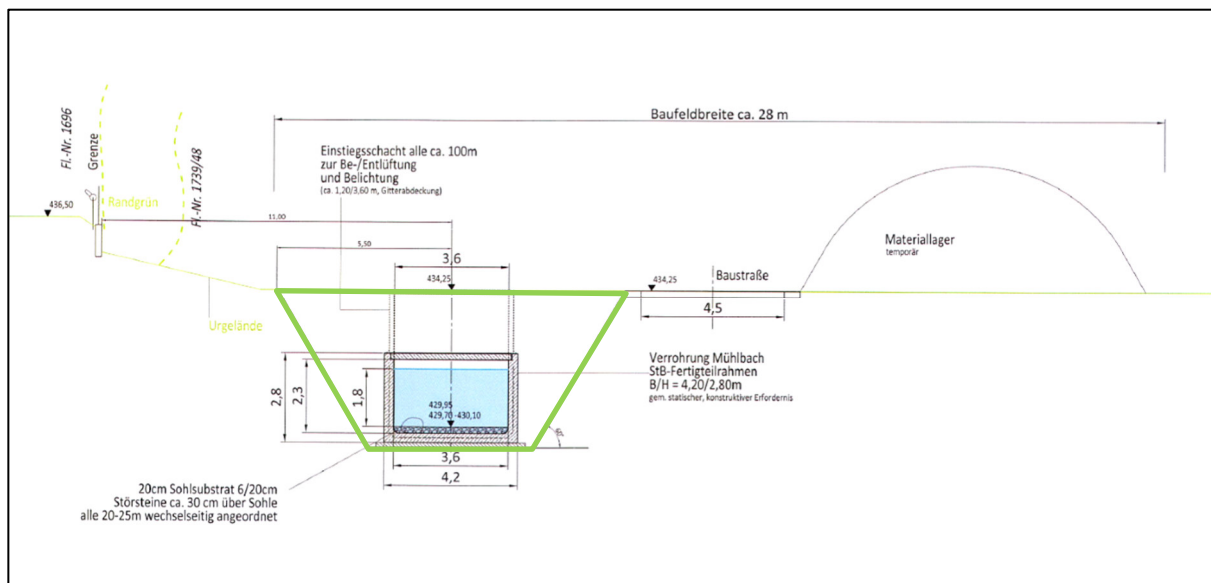 Baufeldbreite ca. 28 m
Fl.-Nr. 1696
Grenze
Fl.-Nr. 1739/48
Randgrün
436,50
Einstiegsschacht alle ca. 100m
zur Be-/Entlüftung
und Belichtung
(ca. 1,20/3,60 m, Gitterabdeckung)
11,00
5,50
3,6
434,25
Urgelände
434,25
Baustraße
4,5
Materiallager
temporär
2,8
2,3
1,8
429,95
429,70-430,10
Verrohrung Mühlbach
StB-Fertigteilrahmen
B/H = 4,20/2,80m
gem. statischer, konstruktiver Erfordernis
3,6
4,2
20cm Sohlsubstrat 6/20cm
Störsteine ca. 30 cm über Sohle
alle 20-25m wechselseitig angeordnet